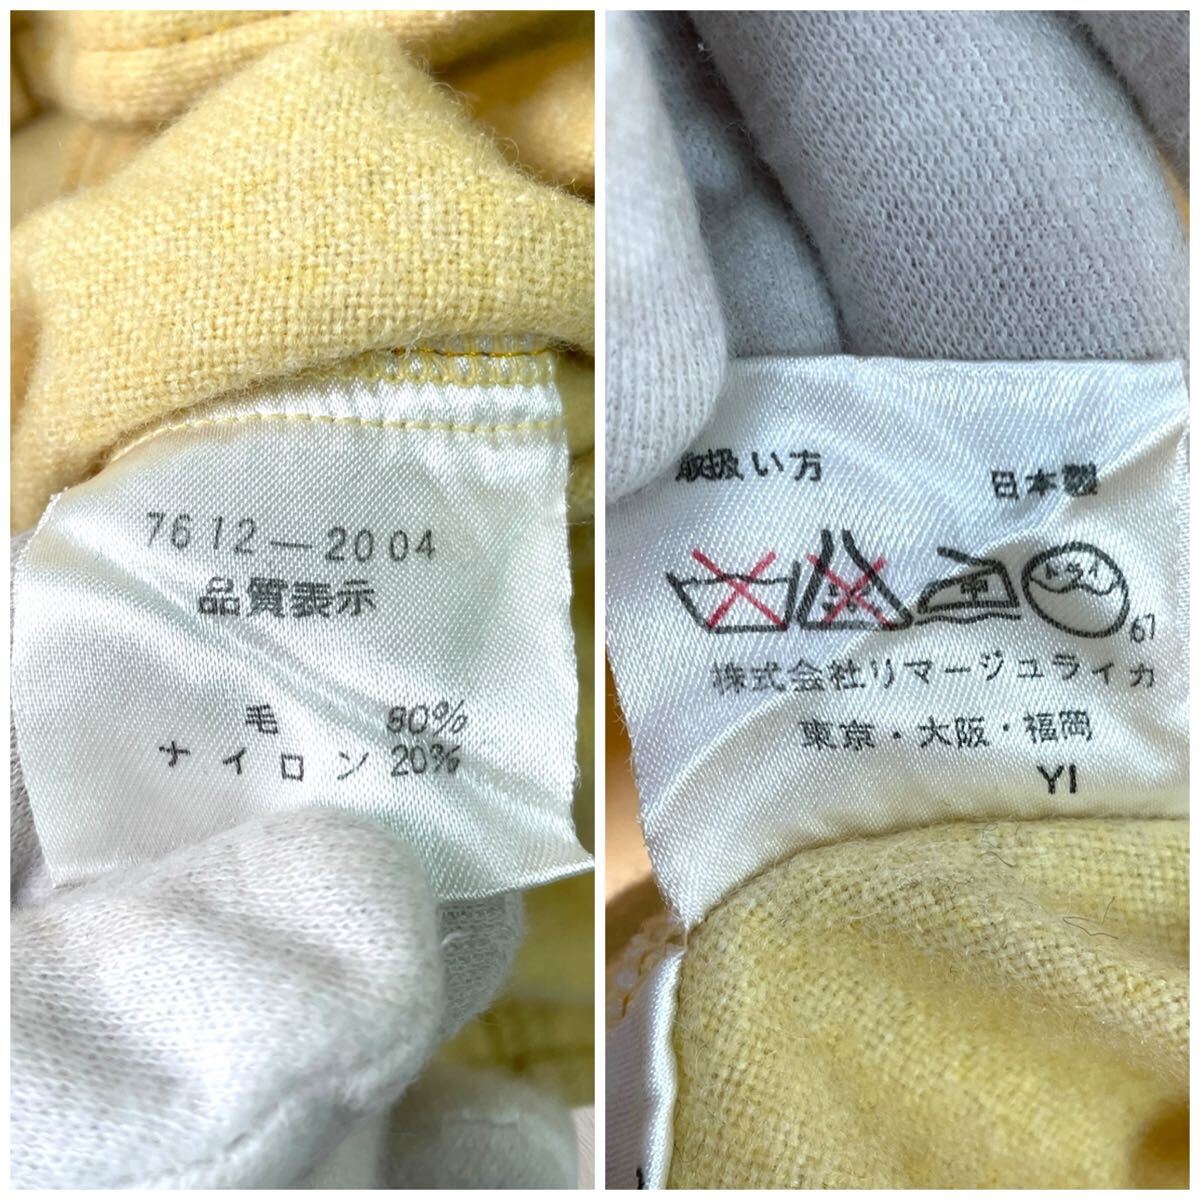 7612—2004
品質表示
毛 80%
ナイロン 20%
取扱い方 日本製
中 ドライ
67
株式会社リマージュライカ
東京・大阪・福岡
YI